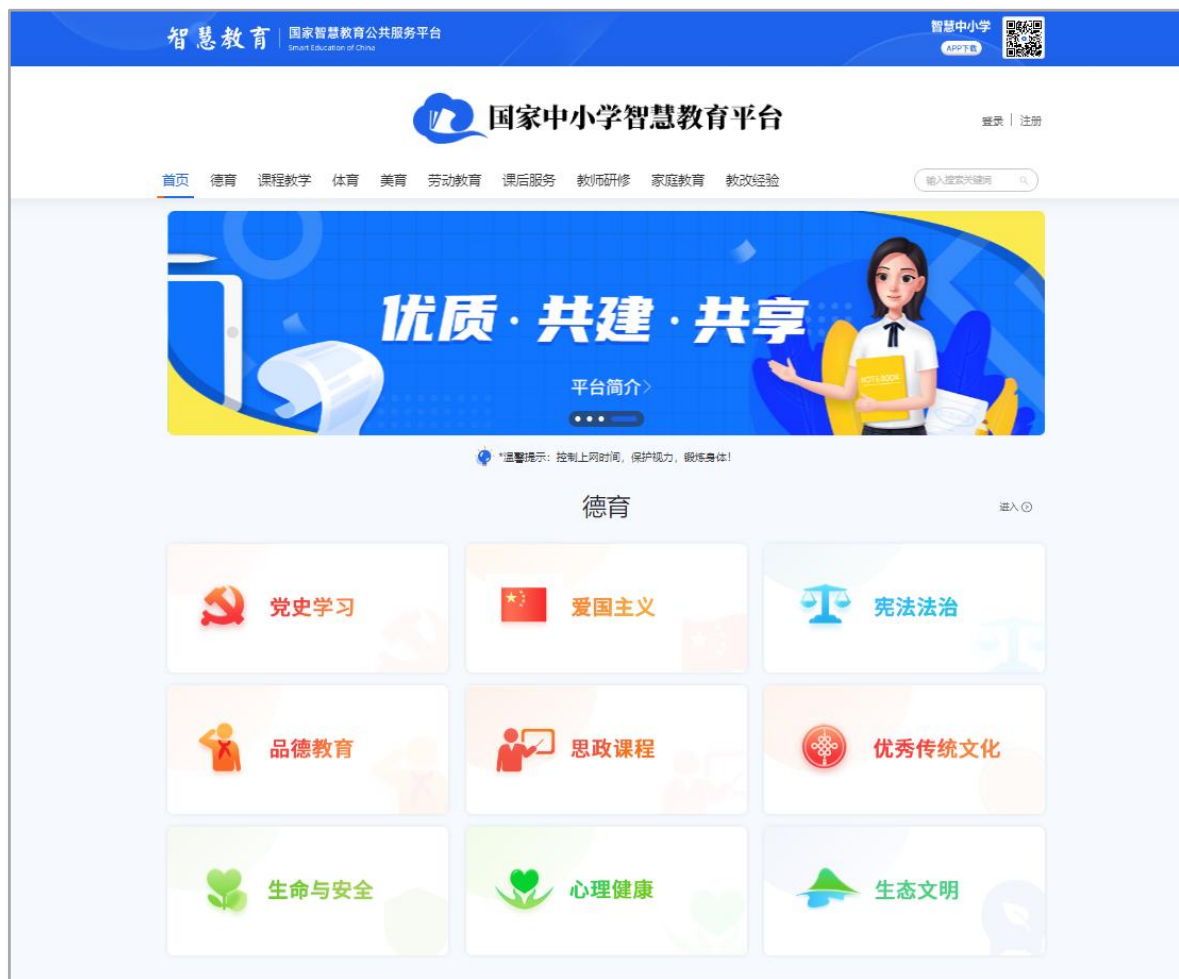 智慧教育 国家智慧教育公共服务平台
Smart Education of China
智慧中小学
APP下载
国家中小学智慧教育平台
登录 注册
首页 德育 课程教学 体育 美育 劳动教育 课后服务 教师研修 家庭教育 教改经验 输入搜索关键词
优质·共建·共享
NOTEBOOK
平台简介>
*温馨提示：控制上网时间，保护视力，锻炼身体！
德育
进入
党史学习 爱国主义 宪法法治
品德教育 思政课程 优秀传统文化
生命与安全 心理健康 生态文明